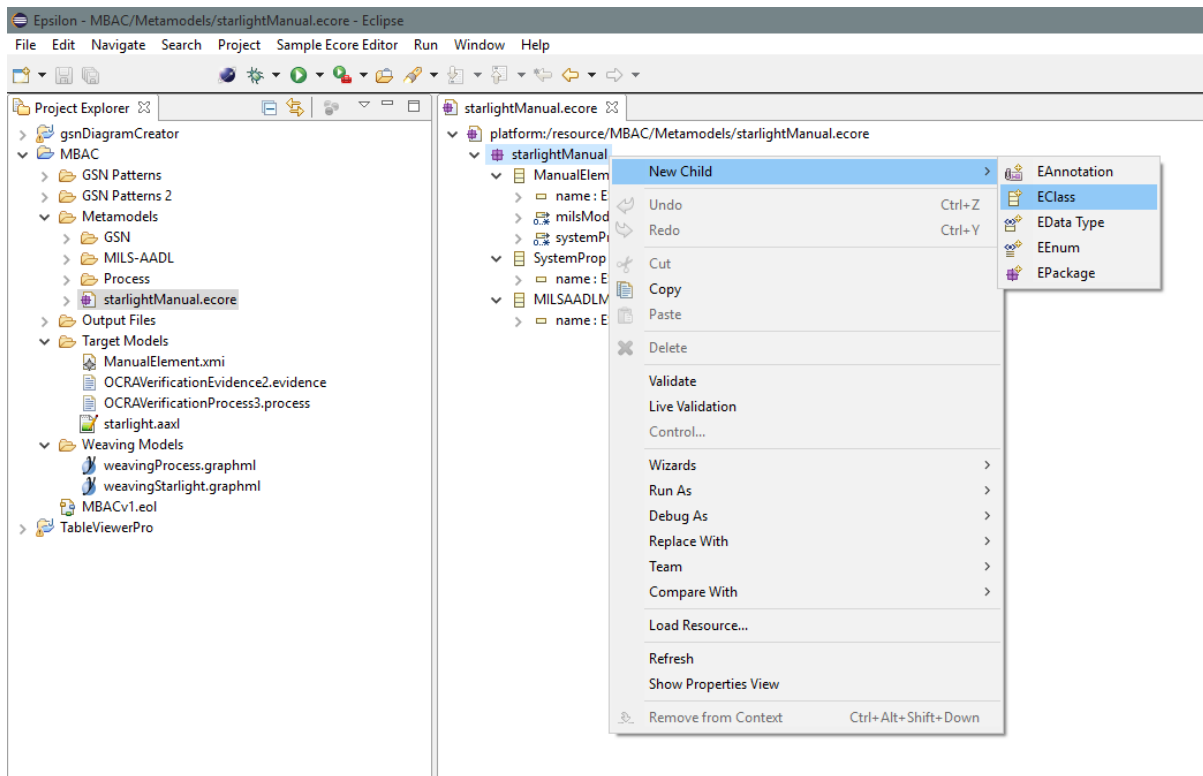 Epsilon - MBAC/Metamodels/starlightManual.ecore - Eclipse
File Edit Navigate Search Project Sample Ecore Editor Run Window Help
Project Explorer
gsnDiagramCreator
MBAC
GSN Patterns
GSN Patterns 2
Metamodels
GSN
MILS-AADL
Process
starlightManual.ecore
Output Files
Target Models
ManualElement.xmi
OCRAVerificationEvidence2.evidence
OCRAVerificationProcess3.process
starlight.aaxl
Weaving Models
weavingProcess.graphml
weavingStarlight.graphml
MBACv1.eol
TableViewerPro
starlightManual.ecore
platform:/resource/MBAC/Metamodels/starlightManual.ecore
starlightManual
ManualElem
name : E
milsMod
systemPr
SystemProp
name : E
MILSAADLM
name : E
New Child
Undo Ctrl+Z
Redo Ctrl+Y
Cut
Copy
Paste
Delete
Validate
Live Validation
Control...
Wizards
Run As
Debug As
Replace With
Team
Compare With
Load Resource...
Refresh
Show Properties View
Remove from Context Ctrl+Alt+Shift+Down
EAnnotation
EClass
EData Type
EEnum
EPackage